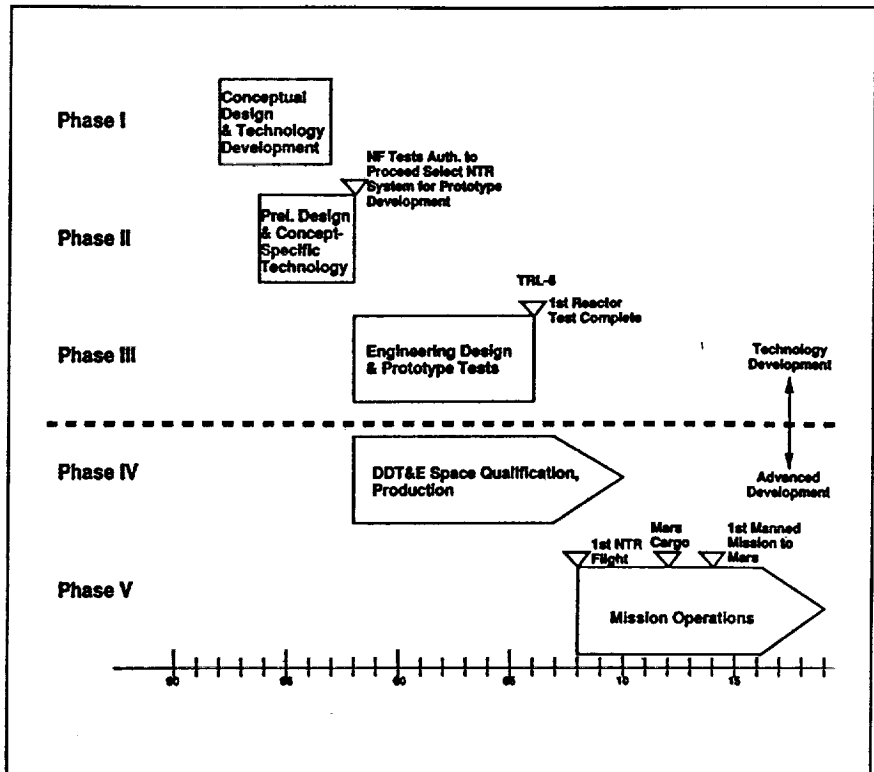 Phase I
Conceptual
Design
& Technology
Development
NF Tests Auth. to
Proceed Select NTR
System for Prototype
Development
Phase II
Prel. Design
& Concept-
Specific
Technology
TRL-6
1st Reactor
Test Complete
Phase III
Engineering Design
& Prototype Tests
Technology
Development
Phase IV
DDT&E Space Qualification,
Production
Advanced
Development
1st NTR
Flight
Mars
Cargo
1st Manned
Mission to
Mars
Phase V
Mission Operations
90 95 00 05 10 15